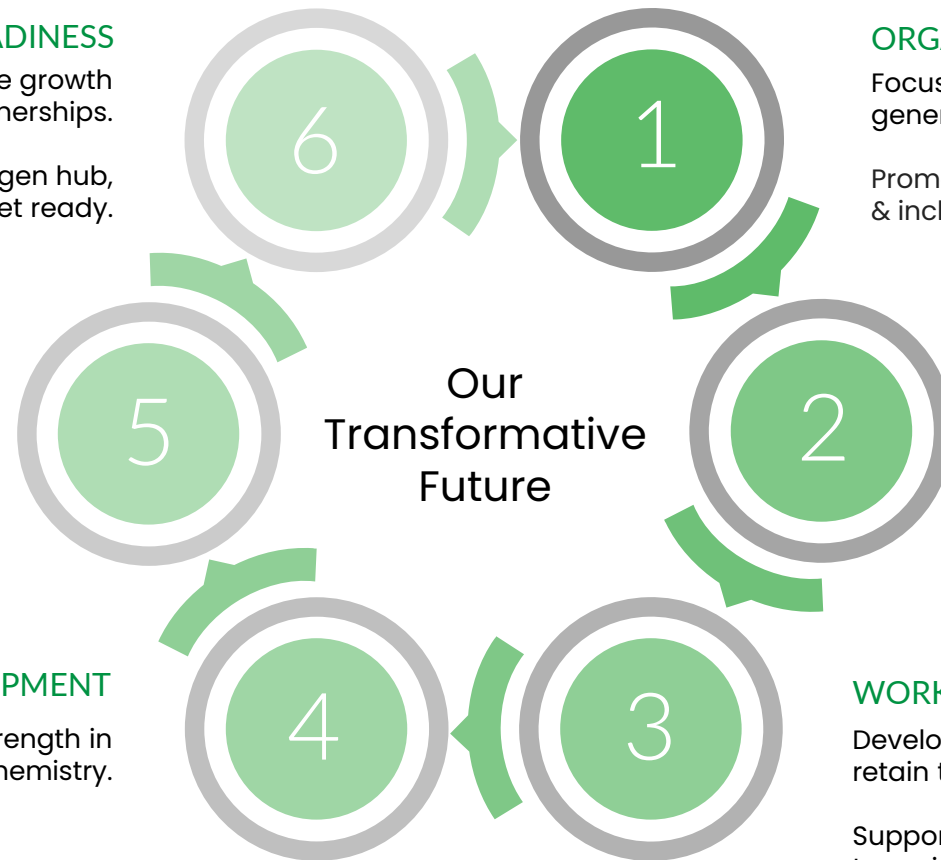 ADINESS
e growth
nerships.
gen hub,
et ready.
6
1
ORGA
Focus
gener
Prom
& incl
5
Our
Transformative
Future
2
PMENT
rength in
hemistry.
4
3
WORK
Develo
retain t
Suppor